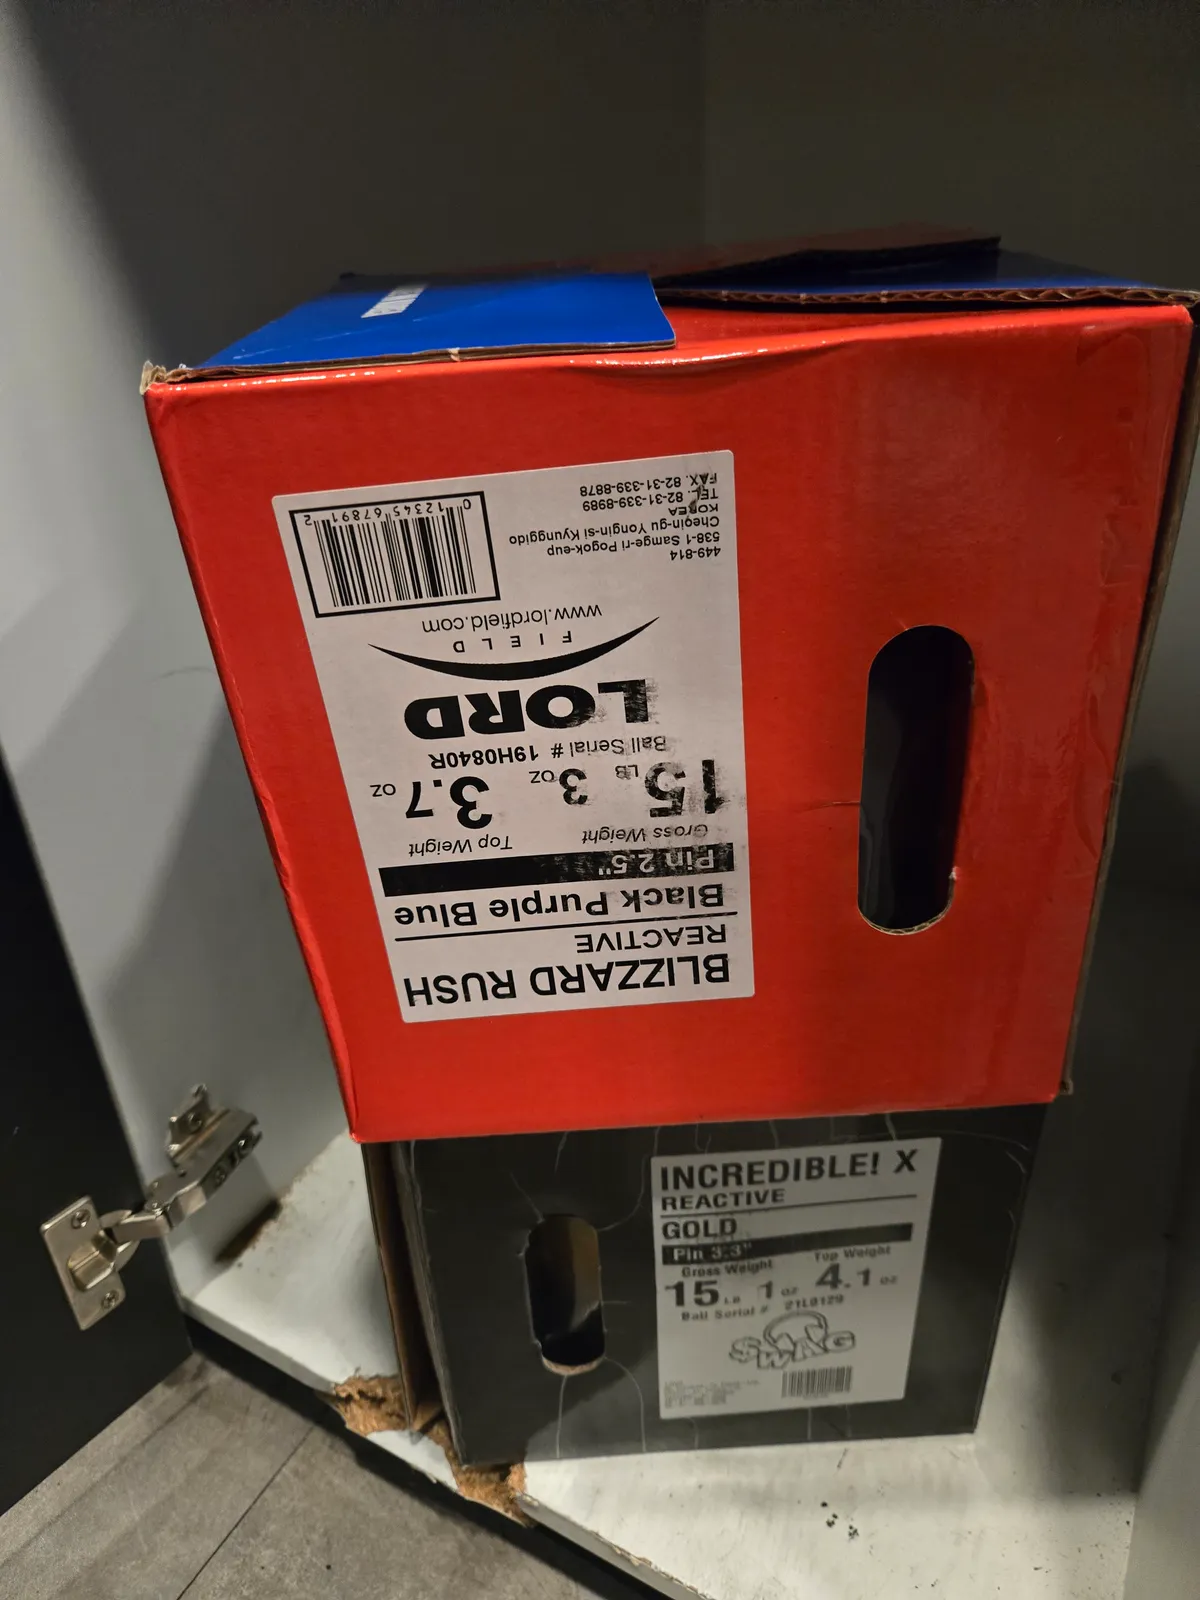 BLIZZARD RUSH
REACTIVE
Black Purple Blue
Pin 2.5"
Gross Weight Top Weight
15 LB 3 oz 3.7 oz
Ball Serial # 19H0840R
LORD
FIELD
www.lordfield.com
449-814
538-1 Samge-ri Pogok-eup
Cheoin-gu Yongin-si Kyunggido
KOREA
TEL. 82-31-339-8989
FAX. 82-31-339-8878
0 12345 67891 2
INCREDIBLE! X
REACTIVE
GOLD
Pin 3.3"
Gross Weight Top Weight
15 LB 1 oz 4.1 oz
Ball Serial # 21L0129
SWAG